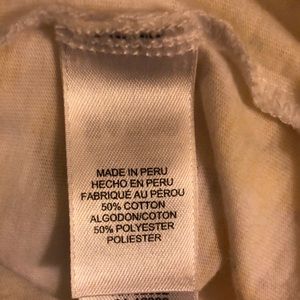 MADE IN PERU
HECHO EN PERU
FABRIQUÉ AU PÉROU
50% COTTON
ALGODON/COTON
50% POLYESTER
POLIESTER